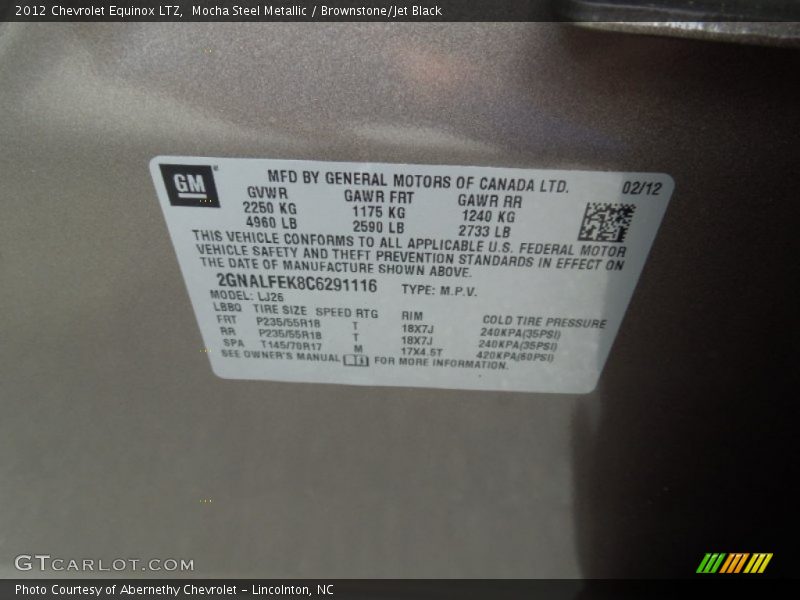 2012 Chevrolet Equinox LTZ,  Mocha Steel Metallic / Brownstone/Jet Black
GM
MFD BY GENERAL MOTORS OF CANADA LTD. 02/12
GVWR GAWR FRT GAWR RR
2250 KG 1175 KG 1240 KG
4960 LB 2590 LB 2733 LB
THIS VEHICLE CONFORMS TO ALL APPLICABLE U.S. FEDERAL MOTOR
VEHICLE SAFETY AND THEFT PREVENTION STANDARDS IN EFFECT ON
THE DATE OF MANUFACTURE SHOWN ABOVE.
2GNALFEK8C6291116 TYPE: M.P.V.
MODEL: LJ26
LBBQ TIRE SIZE SPEED RTG RIM COLD TIRE PRESSURE
FRT P235/55R18 T 18X7J 240KPA(35PSI)
RR P235/55R18 T 18X7J 240KPA(35PSI)
SPA T145/70R17 M 17X4.5T 420KPA(60PSI)
SEE OWNER'S MANUAL FOR MORE INFORMATION.
GTCARLOT.COM
Photo Courtesy of Abernethy Chevrolet – Lincolnton, NC